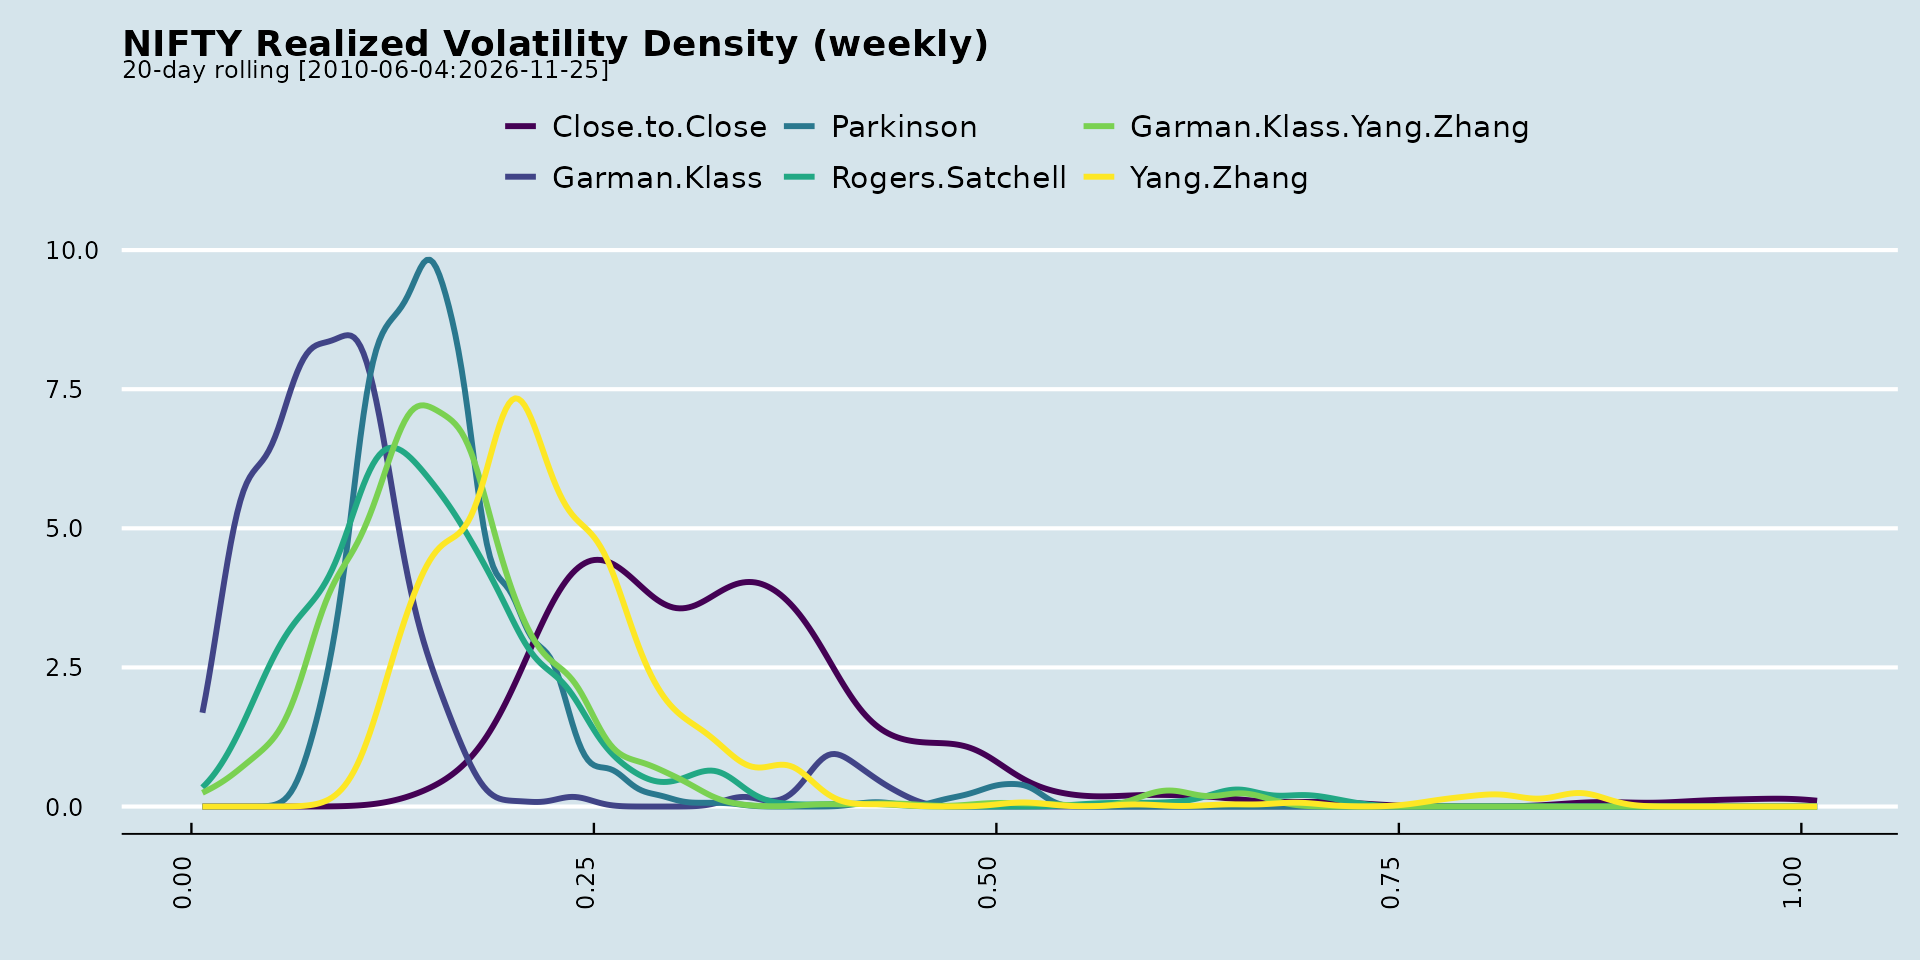 NIFTY Realized Volatility Density (weekly)
20-day rolling [2010-06-04:2026-11-25]
Close.to.Close Parkinson Garman.Klass.Yang.Zhang
Garman.Klass Rogers.Satchell Yang.Zhang
10.0
7.5
5.0
2.5
0.0
0.00 0.25 0.50 0.75 1.00